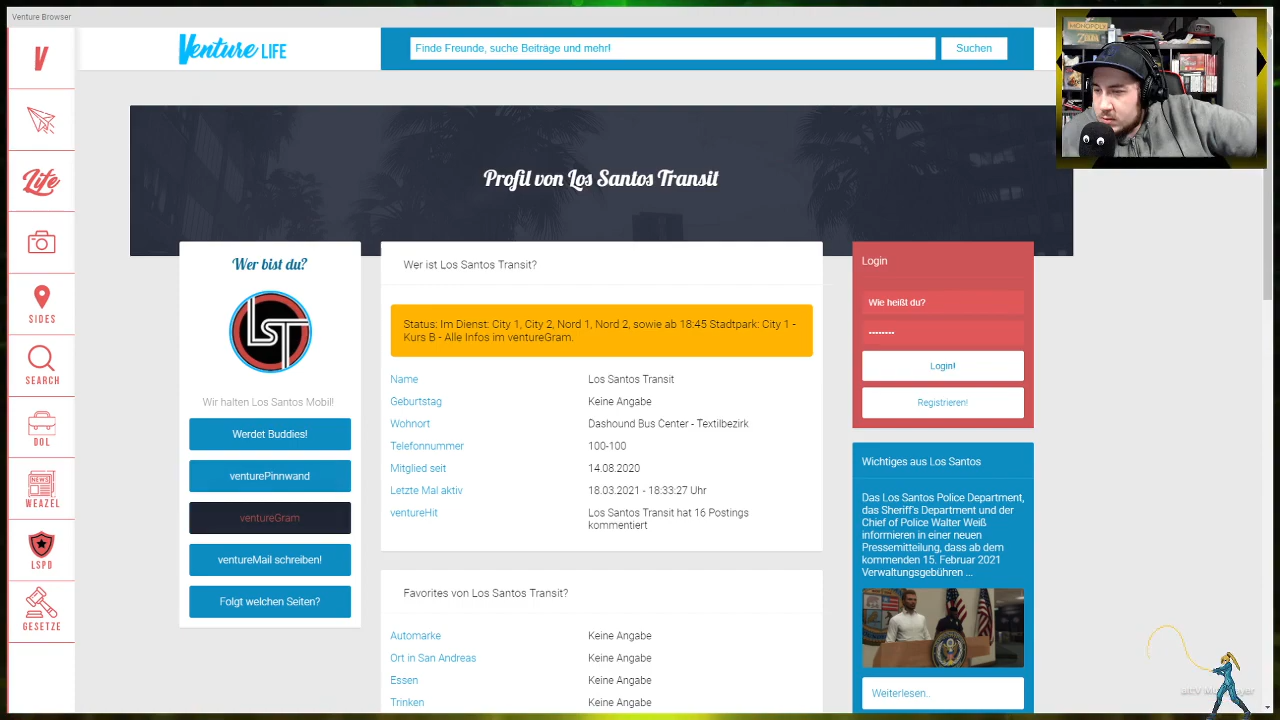 Venture Browser
V
Venture LIFE
Finde Freunde, suche Beiträge und mehr!
Suchen
MONOPOLY
ZELDA
Life
SIDES
SEARCH
DOL
NEWS
WEAZEL
LSPD
GESETZE
Profil von Los Santos Transit
Wer bist du?
LST
Wir halten Los Santos Mobil!
Werdet Buddies!
venturePinnwand
ventureGram
ventureMail schreiben!
Folgt welchen Seiten?
Wer ist Los Santos Transit?
Status: Im Dienst: City 1, City 2, Nord 1, Nord 2, sowie ab 18:45 Stadtpark: City 1 -
Kurs B - Alle Infos im ventureGram.
Name Los Santos Transit
Geburtstag Keine Angabe
Wohnort Dashound Bus Center - Textilbezirk
Telefonnummer 100-100
Mitglied seit 14.08.2020
Letzte Mal aktiv 18.03.2021 - 18:33:27 Uhr
ventureHit Los Santos Transit hat 16 Postings
kommentiert
Favorites von Los Santos Transit?
Automarke Keine Angabe
Ort in San Andreas Keine Angabe
Essen Keine Angabe
Trinken Keine Angabe
Login
Wie heißt du?
--------
Login!
Registrieren!
Wichtiges aus Los Santos
Das Los Santos Police Department,
das Sheriff's Department und der
Chief of Police Walter Weiß
informieren in einer neuen
Pressemitteilung, dass ab dem
kommenden 15. Februar 2021
Verwaltungsgebühren ...
Weiterlesen..